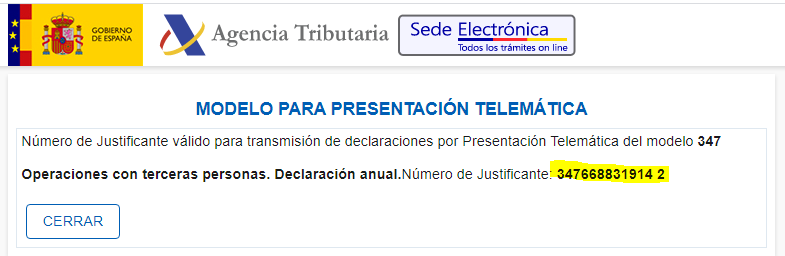 GOBIERNO
DE ESPAÑA
Agencia Tributaria
Sede Electrónica
Todos los trámites on line
MODELO PARA PRESENTACIÓN TELEMÁTICA
Número de Justificante válido para transmisión de declaraciones por Presentación Telemática del modelo 347
Operaciones con terceras personas. Declaración anual.Número de Justificante: 347668831914 2
CERRAR